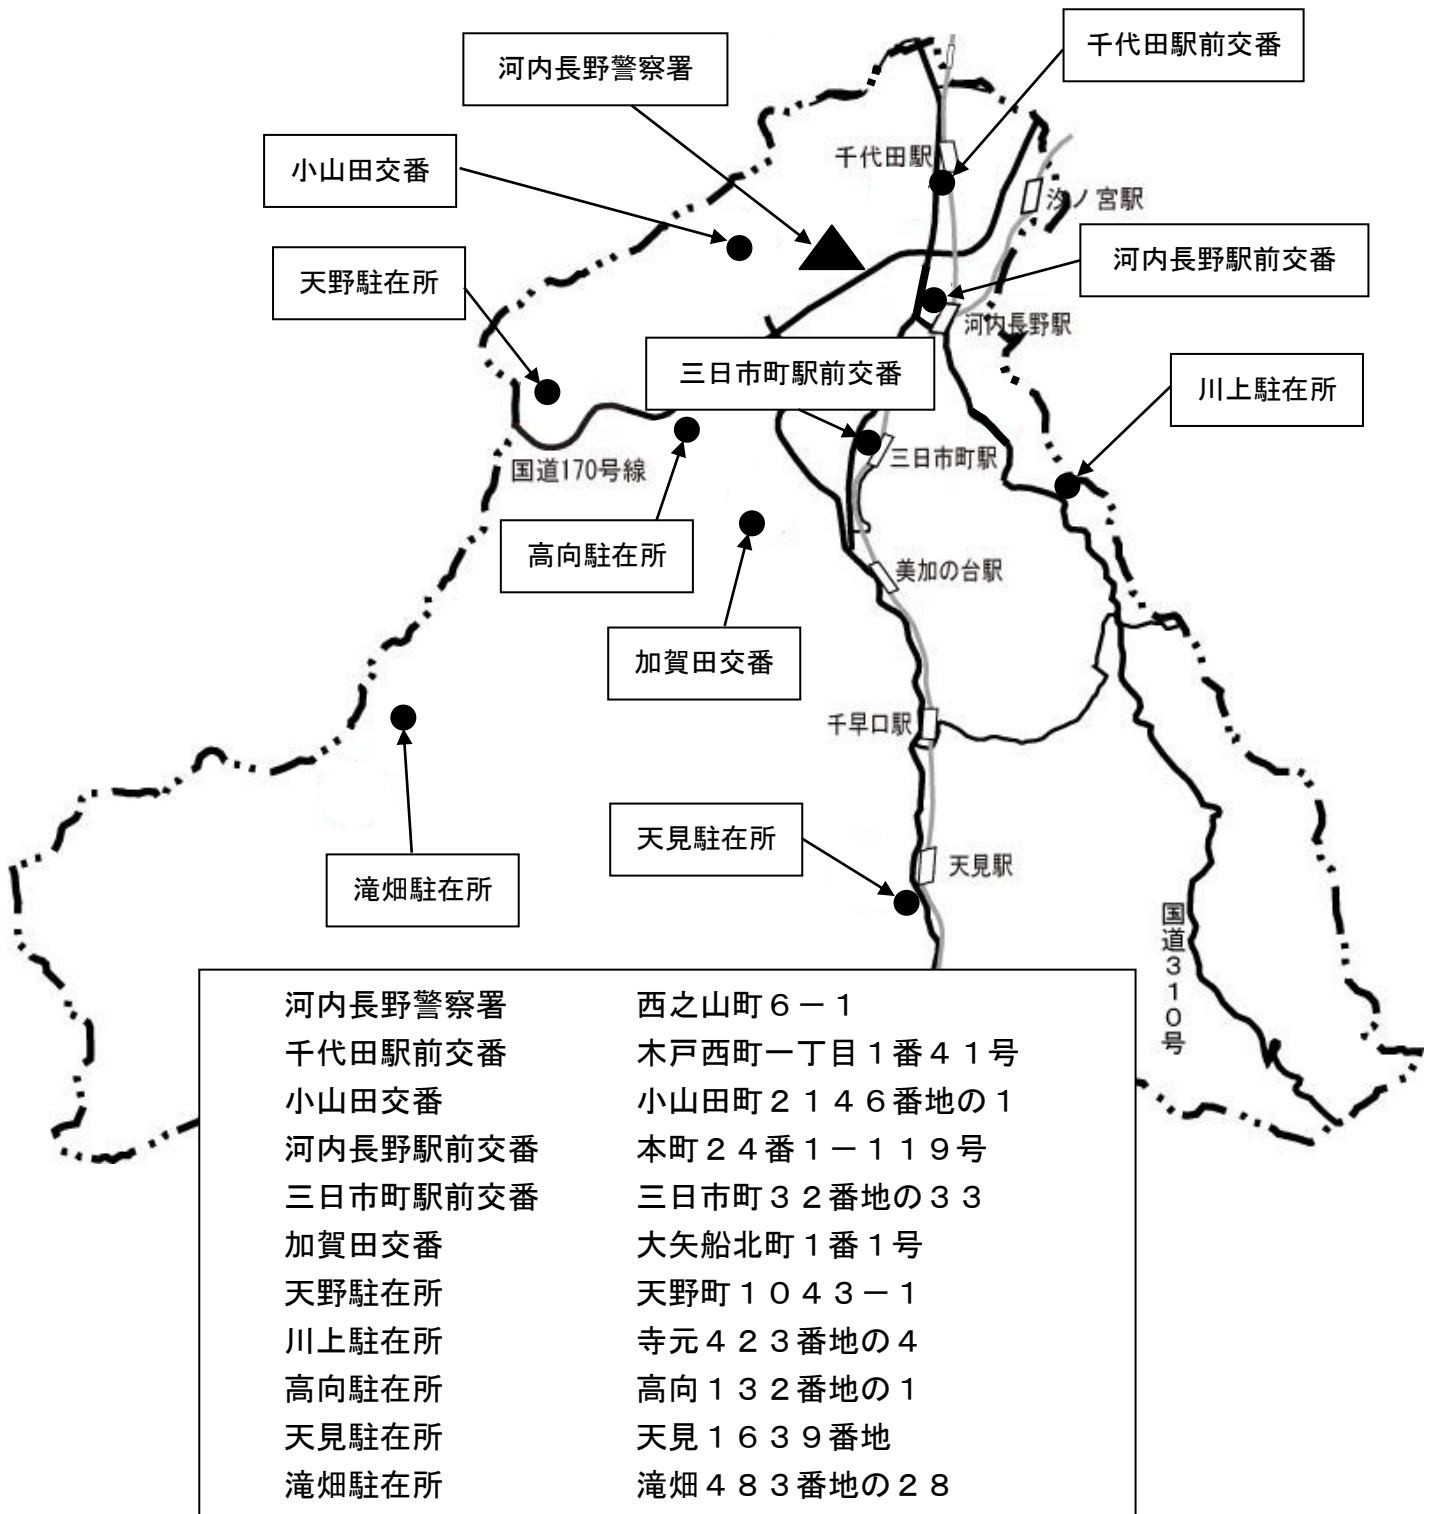 千代田駅前交番
河内長野警察署
小山田交番
千代田駅
汐ノ宮駅
河内長野駅前交番
天野駐在所
河内長野駅
三日市町駅前交番
川上駐在所
三日市町駅
国道170号線
高向駐在所
美加の台駅
加賀田交番
千早口駅
天見駐在所
天見駅
滝畑駐在所
国道310号
河内長野警察署 西之山町6－1
千代田駅前交番 木戸西町一丁目1番41号
小山田交番 小山田町2146番地の1
河内長野駅前交番 本町24番1－119号
三日市町駅前交番 三日市町32番地の33
加賀田交番 大矢船北町1番1号
天野駐在所 天野町1043－1
川上駐在所 寺元423番地の4
高向駐在所 高向132番地の1
天見駐在所 天見1639番地
滝畑駐在所 滝畑483番地の28